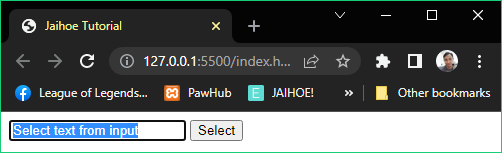 Jaihoe Tutorial
127.0.0.1:5500/index.h...
League of Legends... PawHub JAIHOE! » Other bookmarks
Select text from input Select